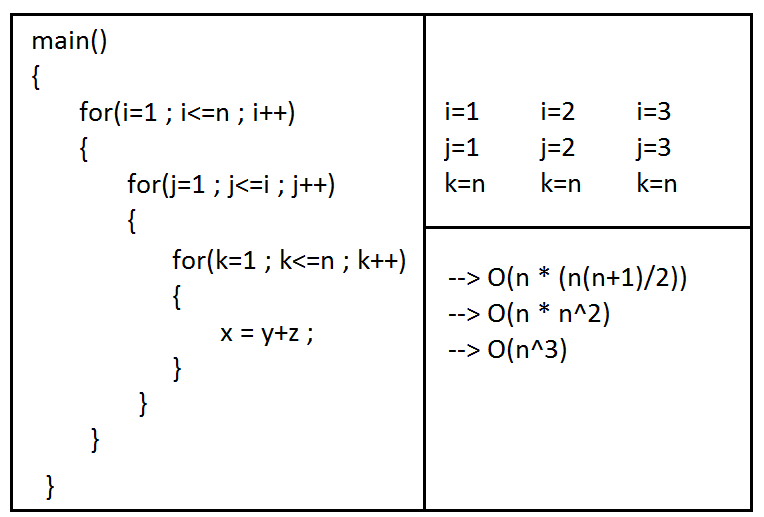 main()
{
for(i=1 ; i<=n ; i++)
{
for(j=1 ; j<=i ; j++)
{
for(k=1 ; k<=n ; k++)
{
x = y+z ;
}
}
}
}
i=1 i=2 i=3
j=1 j=2 j=3
k=n k=n k=n
--> O(n * (n(n+1)/2))
--> O(n * n^2)
--> O(n^3)